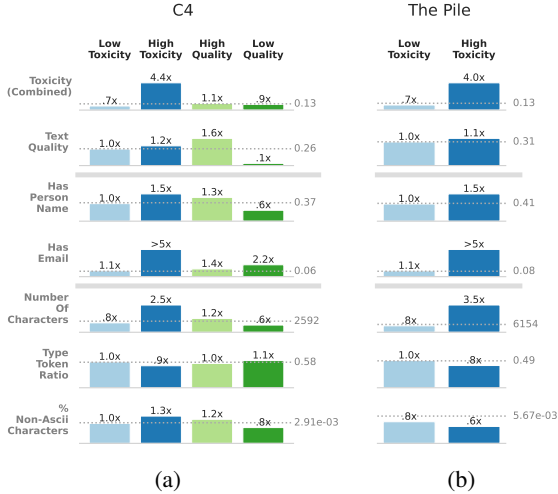 C4
The Pile
Low Toxicity
High Toxicity
High Quality
Low Quality
Low Toxicity
High Toxicity
Toxicity (Combined)
.7x 4.4x 1.1x .9x 0.13
.7x 4.0x 0.13
Text Quality
1.0x 1.2x 1.6x .1x 0.26
1.0x 1.1x 0.31
Has Person Name
1.0x 1.5x 1.3x .6x 0.37
1.0x 1.5x 0.41
Has Email
1.1x >5x 1.4x 2.2x 0.06
1.1x >5x 0.08
Number Of Characters
.8x 2.5x 1.2x .6x 2592
.8x 3.5x 6154
Type Token Ratio
1.0x .9x 1.0x 1.1x 0.58
1.0x .8x 0.49
% Non-Ascii Characters
1.0x 1.3x 1.2x .8x 2.91e-03
.8x .6x 5.67e-03
(a)
(b)